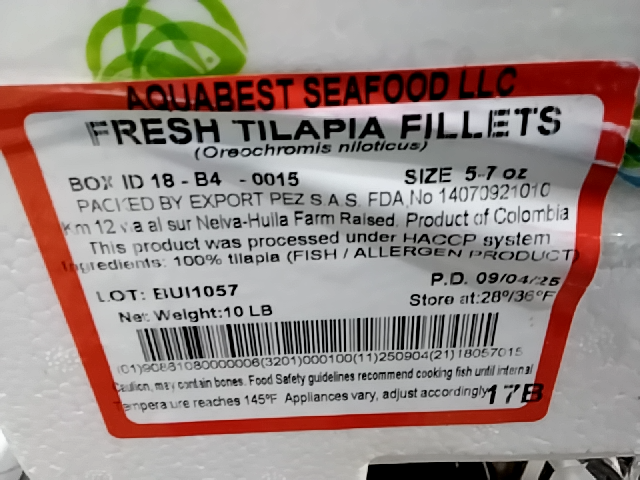 AQUABEST SEAFOOD LLC
FRESH TILAPIA FILLETS
(Oreochromis niloticus)
BOX ID 18 - B4 - 0015 SIZE 5-7 oz
PACKED BY EXPORT PEZ S.A.S. FDA No 14070921010
Km 12 via al sur Neiva-Huila Farm Raised. Product of Colombia
This product was processed under HACCP system
Ingredients: 100% tilapia (FISH / ALLERGEN PRODUCT)
P.D. 09/04/25
LOT: BUI1057
Store at:28°/36°F
Net Weight:10 LB
(01)90881080000006(3201)000100(11)250904(21)18057015
Caution, may contain bones. Food Safety guidelines recommend cooking fish until internal
Temperature reaches 145°F Appliances vary, adjust accordingly 17B